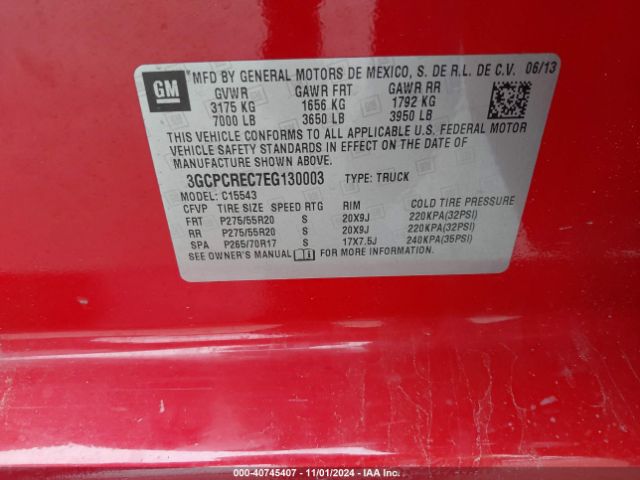 GM
MFD BY GENERAL MOTORS DE MEXICO, S. DE R.L. DE C.V. 06/13
GVWR GAWR FRT GAWR RR
3175 KG 1656 KG 1792 KG
7000 LB 3650 LB 3950 LB
THIS VEHICLE CONFORMS TO ALL APPLICABLE U.S. FEDERAL MOTOR
VEHICLE SAFETY STANDARDS IN EFFECT ON THE DATE OF
MANUFACTURE SHOWN ABOVE.
3GCPCREC7EG130003 TYPE: TRUCK
MODEL: C15543
CFVP TIRE SIZE SPEED RTG RIM COLD TIRE PRESSURE
FRT P275/55R20 S 20X9J 220KPA(32PSI)
RR P275/55R20 S 20X9J 220KPA(32PSI)
SPA P265/70R17 S 17X7.5J 240KPA(35PSI)
SEE OWNER'S MANUAL FOR MORE INFORMATION.
000-40745407 - 11/01/2024 - IAA Inc.